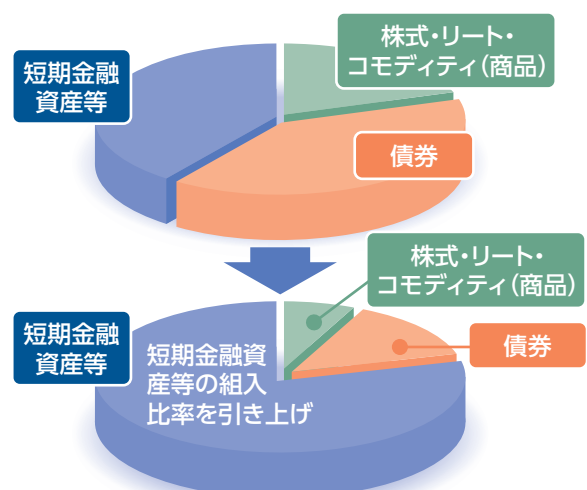 株式・リート・
コモディティ（商品）
短期金融
資産等
債券
株式・リート・
コモディティ（商品）
短期金融
資産等
債券
短期金融資
産等の組入
比率を引き上げ